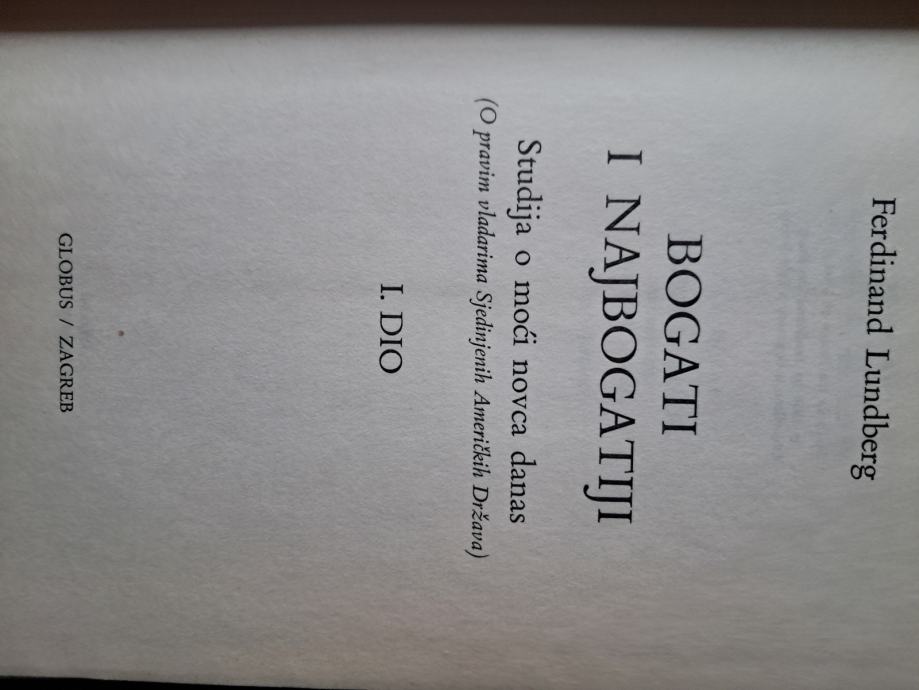 Ferdinand Lundberg
BOGATI
I NAJBOGATIJI
Studija o moći novca danas
(O pravim vladarima Sjedinjenih Američkih Država)
I. DIO
GLOBUS / ZAGREB